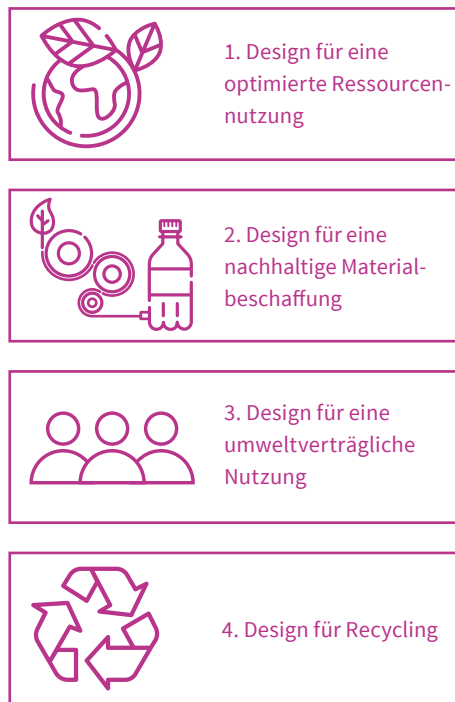 1. Design für eine
optimierte Ressourcen-
nutzung
2. Design für eine
nachhaltige Material-
beschaffung
3. Design für eine
umweltverträgliche
Nutzung
4. Design für Recycling